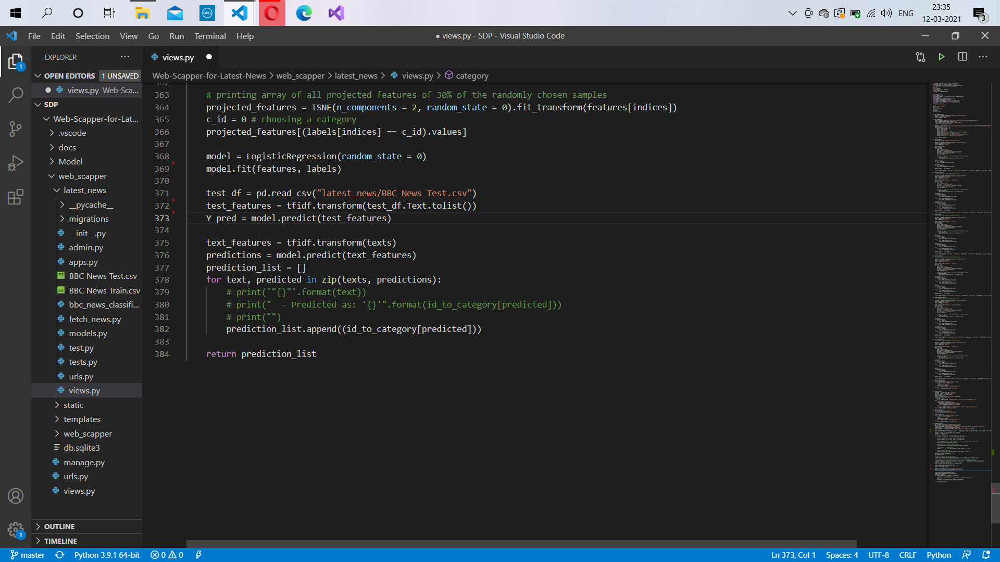 DELL
ENG
23:35
12-03-2021
3
File Edit Selection View Go Run Terminal Help
● views.py - SDP - Visual Studio Code
EXPLORER
views.py
1
OPEN EDITORS 1 UNSAVED
views.py Web-Sca...
SDP
Web-Scapper-for-Lat...
.vscode
docs
Model
web_scapper
latest_news
__pycache__
migrations
__init__.py
admin.py
apps.py
BBC News Test.csv
BBC News Train.csv
bbc_news_classifi...
fetch_news.py
models.py
test.py
tests.py
urls.py
views.py
static
templates
web_scapper
db.sqlite3
manage.py
urls.py
views.py
OUTLINE
TIMELINE
1
Web-Scapper-for-Latest-News > web_scapper > latest_news > views.py > category
362
363 # printing array of all projected features of 30% of the randomly chosen samples
364 projected_features = TSNE(n_components = 2, random_state = 0).fit_transform(features[indices])
365 c_id = 0 # choosing a category
366 projected_features[(labels[indices] == c_id).values]
367
368 model = LogisticRegression(random_state = 0)
369 model.fit(features, labels)
370
371 test_df = pd.read_csv("latest_news/BBC News Test.csv")
372 test_features = tfidf.transform(test_df.Text.tolist())
373 Y_pred = model.predict(test_features)
374
375 text_features = tfidf.transform(texts)
376 predictions = model.predict(text_features)
377 prediction_list = []
378 for text, predicted in zip(texts, predictions):
379 # print('"{}"'.format(text))
380 # print("  - Predicted as: '{}'".format(id_to_category[predicted]))
381 # print("")
382 prediction_list.append((id_to_category[predicted]))
383
384 return prediction_list
master Python 3.9.1 64-bit 0 0 Ln 373, Col 1 Spaces: 4 UTF-8 CRLF Python